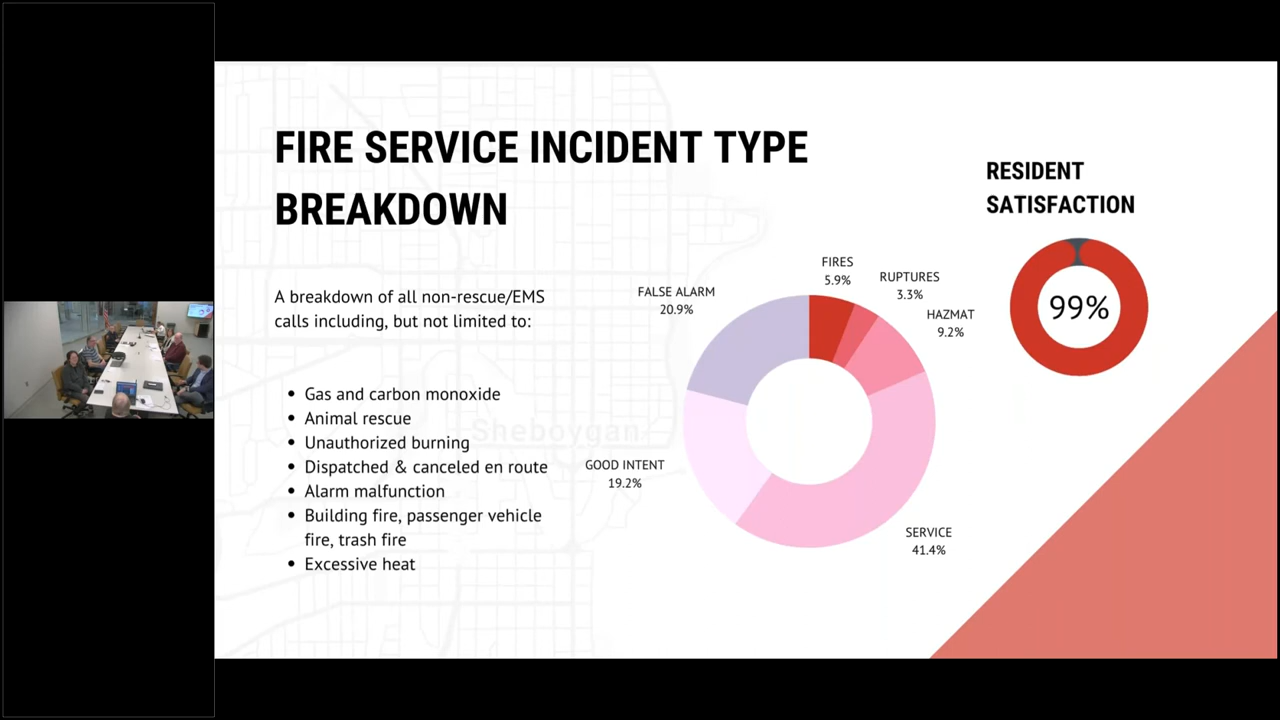 FIRE SERVICE INCIDENT TYPE
BREAKDOWN
RESIDENT
SATISFACTION
99%
A breakdown of all non-rescue/EMS
calls including, but not limited to:
Gas and carbon monoxide
Animal rescue
Unauthorized burning
Dispatched & canceled en route
Alarm malfunction
Building fire, passenger vehicle
fire, trash fire
Excessive heat
Sheboygan
FIRES
5.9%
RUPTURES
3.3%
HAZMAT
9.2%
SERVICE
41.4%
GOOD INTENT
19.2%
FALSE ALARM
20.9%